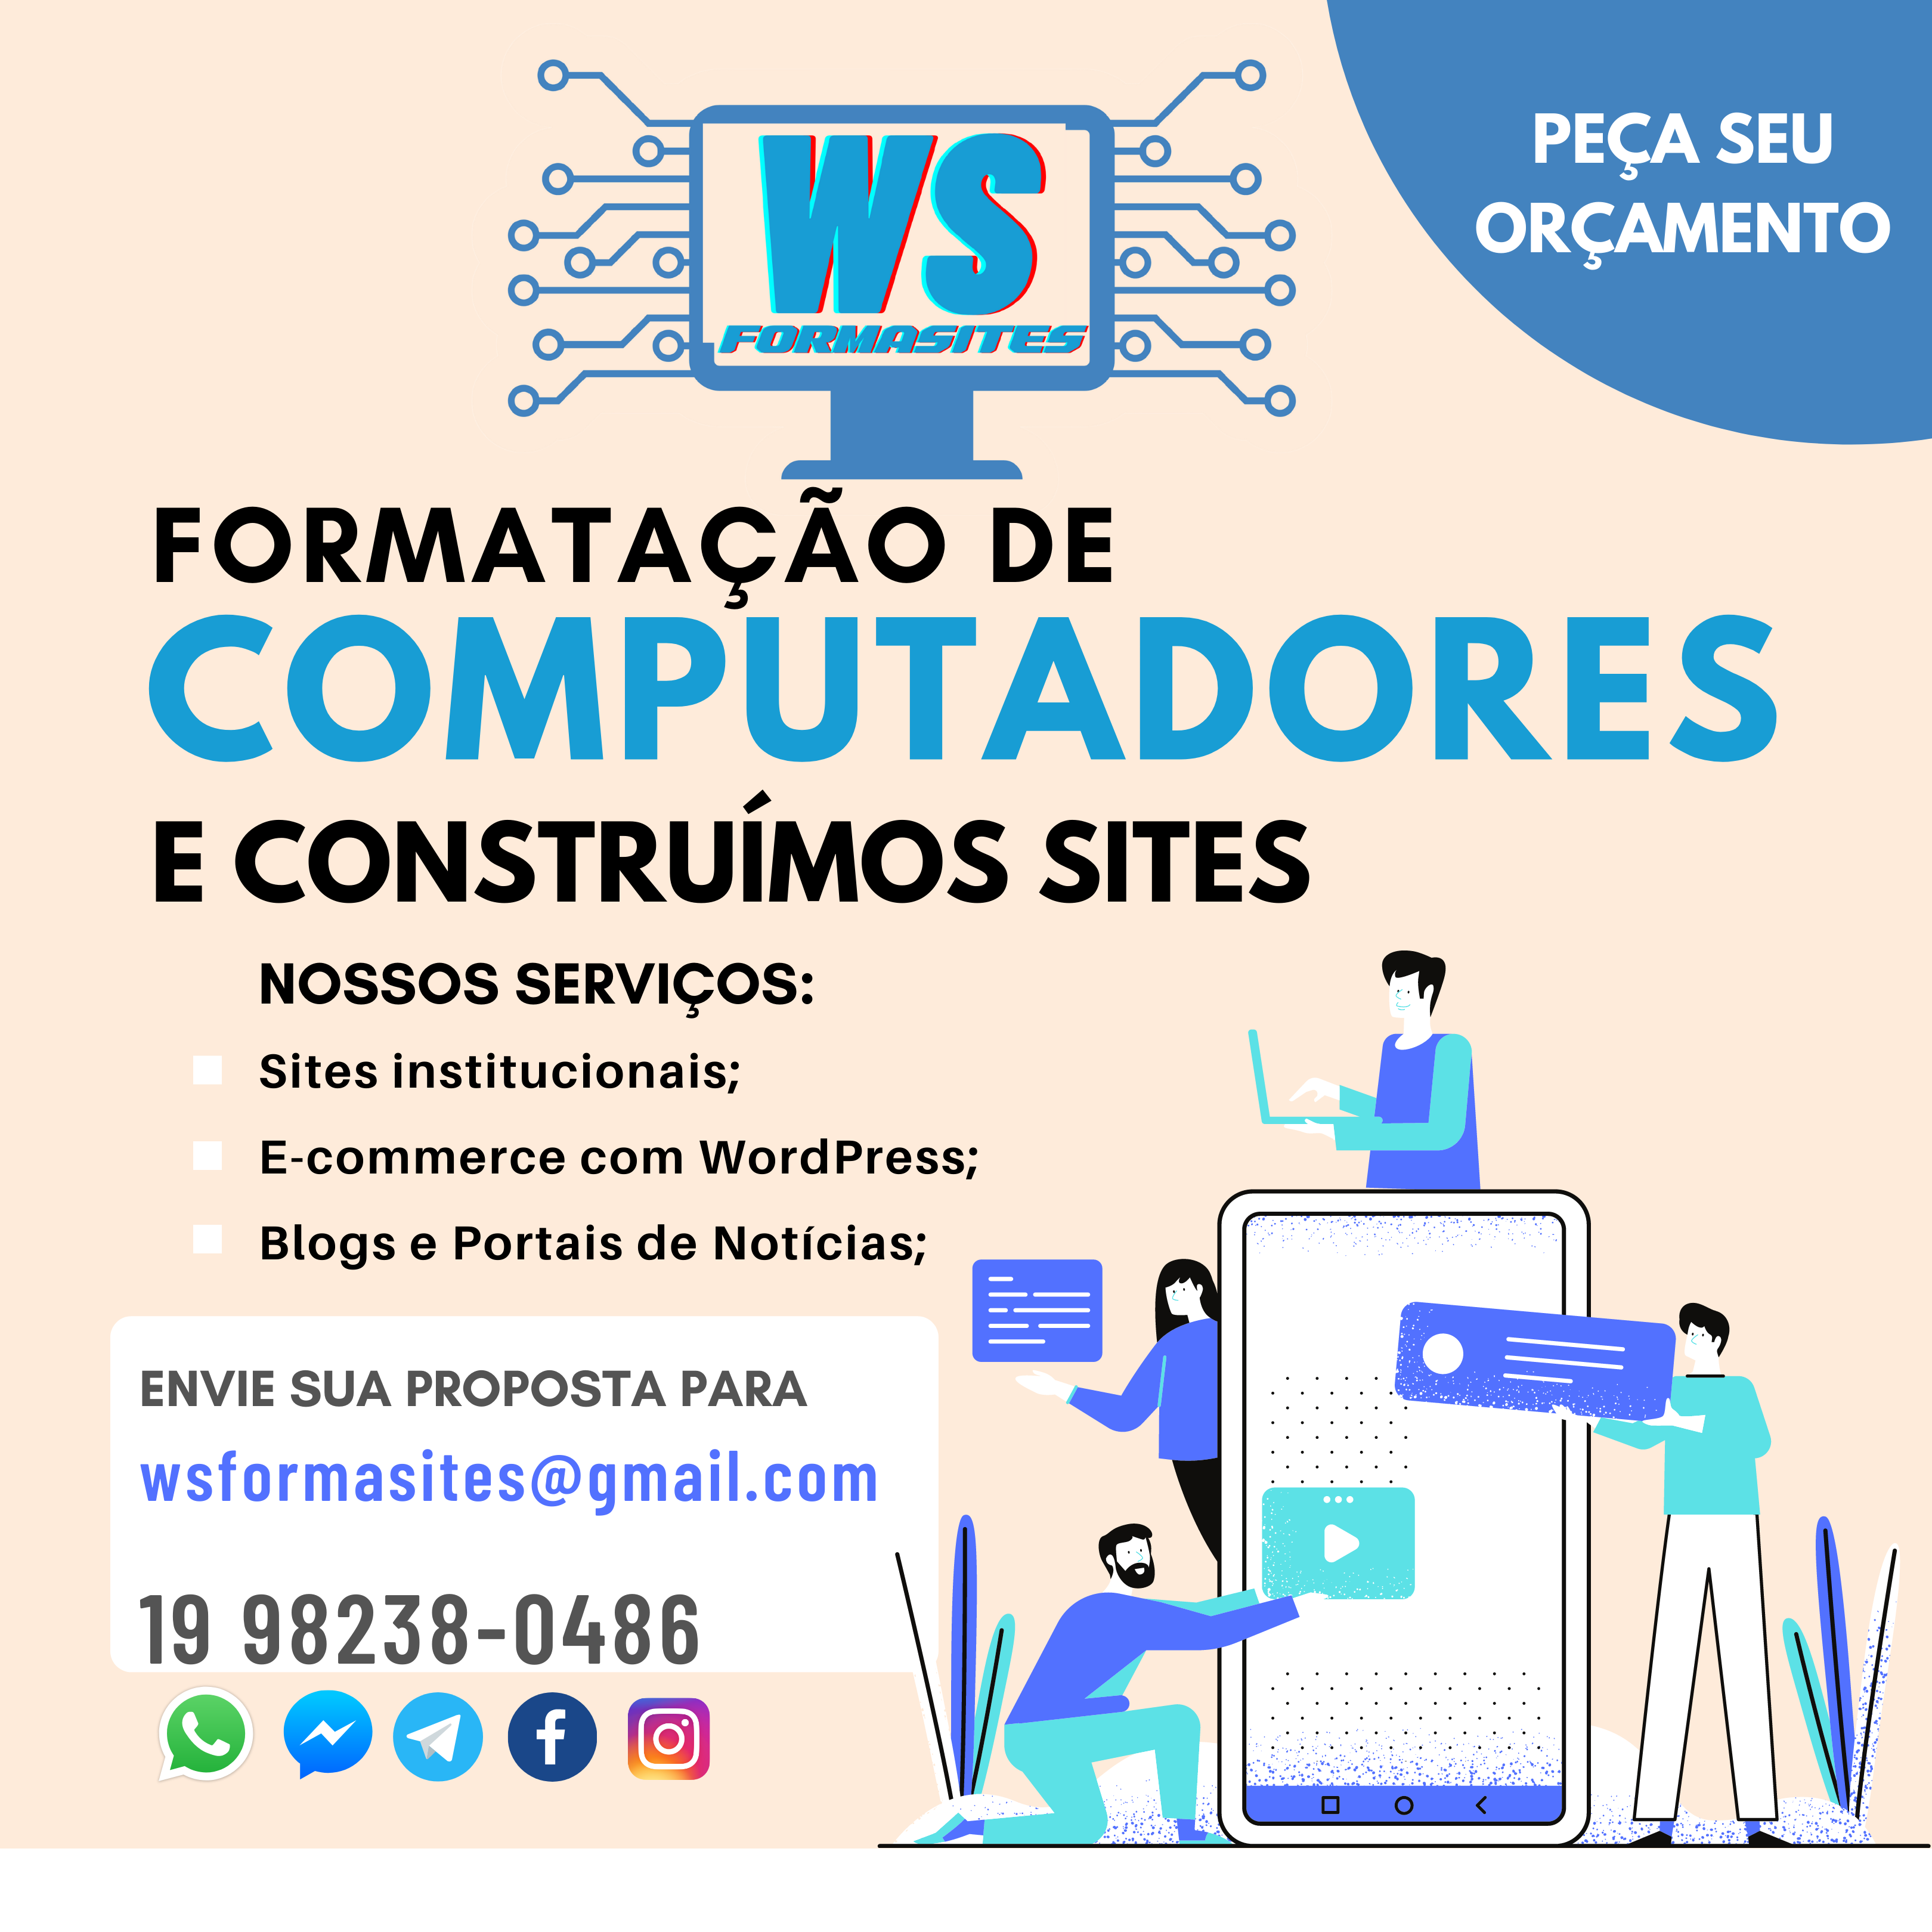 PEÇA SEU
ORÇAMENTO
WS
FORMASITES
FORMATAÇÃO DE
COMPUTADORES
E CONSTRUÍMOS SITES
NOSSOS SERVIÇOS:
Sites institucionais;
E-commerce com WordPress;
Blogs e Portais de Notícias;
ENVIE SUA PROPOSTA PARA
wsformasites@gmail.com
19 98238-0486